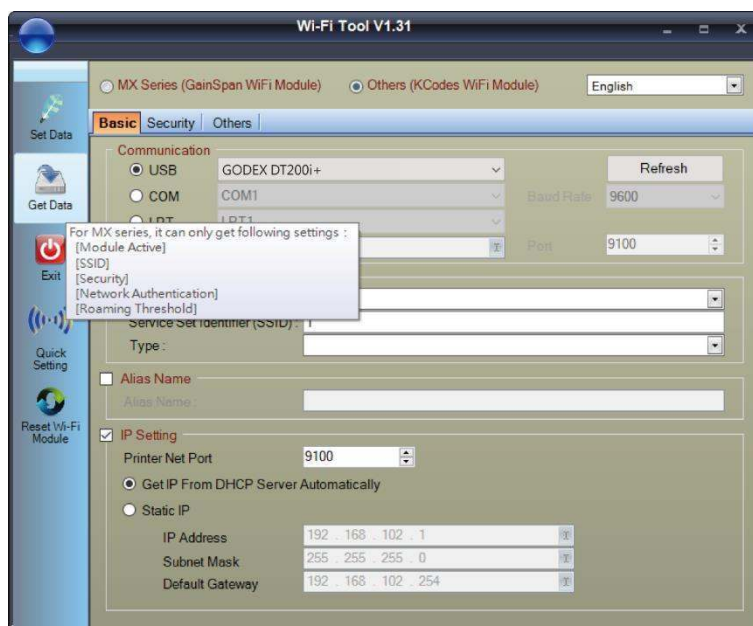 Wi-Fi Tool V1.31
MX Series (GainSpan WiFi Module)
Others (KCodes WiFi Module)
English
Set Data
Get Data
Exit
Quick
Setting
Reset Wi-Fi
Module
Basic Security Others
Communication
USB GODEX DT200i+ Refresh
COM COM1 Baud Rate 9600
LPT LPT1
Port 9100
For MX series, it can only get following settings :
[Module Active]
[SSID]
[Security]
[Network Authentication]
[Roaming Threshold]
Service Set Identifier (SSID) : 1
Type :
Alias Name
Alias Name :
IP Setting
Printer Net Port 9100
Get IP From DHCP Server Automatically
Static IP
IP Address 192 . 168 . 102 . 1
Subnet Mask 255 . 255 . 255 . 0
Default Gateway 192 . 168 . 102 . 254